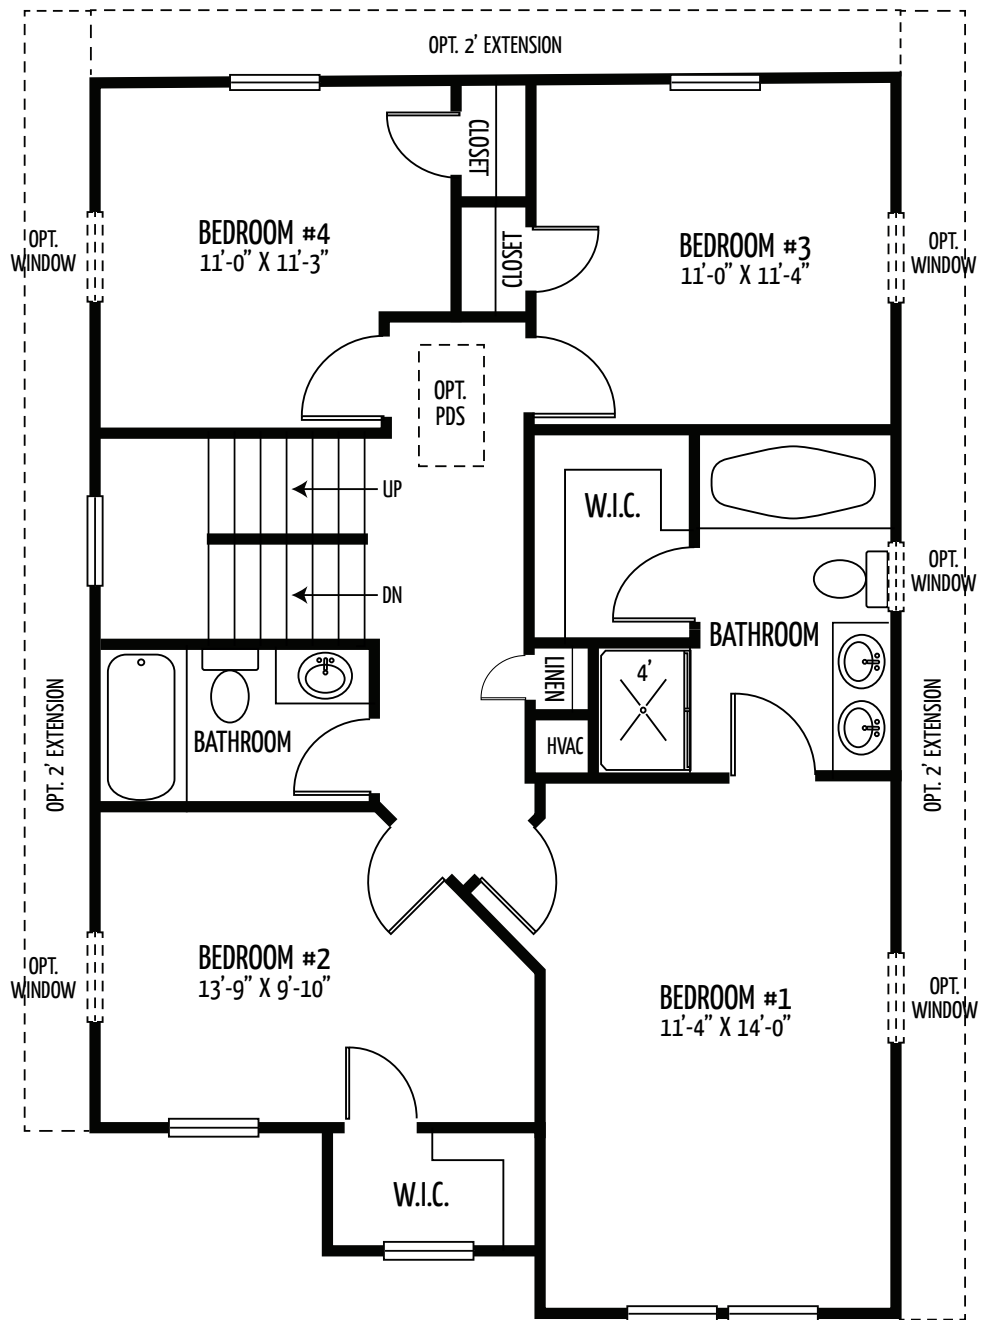 OPT. 2' EXTENSION
CLOSET
BEDROOM #4
11'-0" X 11'-3"
OPT.
WINDOW
CLOSET
BEDROOM #3
11'-0" X 11'-4"
OPT.
WINDOW
OPT.
PDS
UP
W.I.C.
OPT.
WINDOW
DN
BATHROOM
LINEN
4'
OPT. 2' EXTENSION
BATHROOM
HVAC
OPT. 2' EXTENSION
BEDROOM #2
13'-9" X 9'-10"
OPT.
WINDOW
BEDROOM #1
11'-4" X 14'-0"
OPT.
WINDOW
W.I.C.